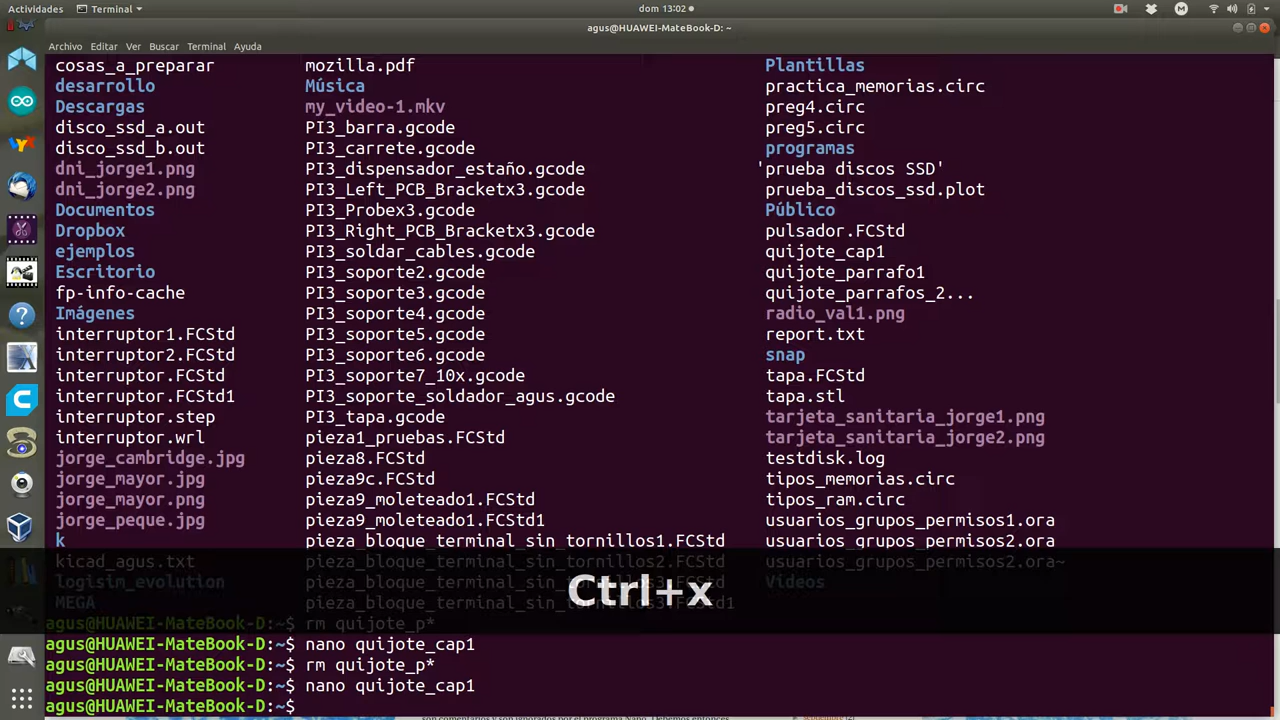 Actividades Terminal dom 13:02
agus@HUAWEI-MateBook-D: ~
Archivo Editar Ver Buscar Terminal Ayuda
cosas_a_preparar mozilla.pdf Plantillas
desarrollo Música practica_memorias.circ
Descargas my_video-1.mkv preg4.circ
disco_ssd_a.out PI3_barra.gcode preg5.circ
disco_ssd_b.out PI3_carrete.gcode programas
dni_jorge1.png PI3_dispensador_estaño.gcode 'prueba discos SSD'
dni_jorge2.png PI3_Left_PCB_Bracketx3.gcode prueba_discos_ssd.plot
Documentos PI3_Probex3.gcode Público
Dropbox PI3_Right_PCB_Bracketx3.gcode pulsador.FCStd
ejemplos PI3_soldar_cables.gcode quijote_cap1
Escritorio PI3_soporte2.gcode quijote_parrafo1
fp-info-cache PI3_soporte3.gcode quijote_parrafos_2...
Imágenes PI3_soporte4.gcode radio_val1.png
interruptor1.FCStd PI3_soporte5.gcode report.txt
interruptor2.FCStd PI3_soporte6.gcode snap
interruptor.FCStd PI3_soporte7_10x.gcode tapa.FCStd
interruptor.FCStd1 PI3_soporte_soldador_agus.gcode tapa.stl
interruptor.step PI3_tapa.gcode tarjeta_sanitaria_jorge1.png
interruptor.wrl pieza1_pruebas.FCStd tarjeta_sanitaria_jorge2.png
jorge_cambridge.jpg pieza8.FCStd testdisk.log
jorge_mayor.jpg pieza9c.FCStd tipos_memorias.circ
jorge_mayor.png pieza9_moleteado1.FCStd tipos_ram.circ
jorge_peque.jpg pieza9_moleteado1.FCStd1 usuarios_grupos_permisos1.ora
k pieza_bloque_terminal_sin_tornillos1.FCStd usuarios_grupos_permisos2.ora
kicad_agus.txt pieza_bloque_terminal_sin_tornillos2.FCStd usuarios_grupos_permisos2.ora~
logisim_evolution pieza_bloque_terminal_sin_tornillos3.FCStd Vídeos
MEGA pieza_bloque_terminal_sin_tornillos3.FCStd1
Ctrl+x
agus@HUAWEI-MateBook-D:~$ rm quijote_p*
agus@HUAWEI-MateBook-D:~$ nano quijote_cap1
agus@HUAWEI-MateBook-D:~$ rm quijote_p*
agus@HUAWEI-MateBook-D:~$ nano quijote_cap1
agus@HUAWEI-MateBook-D:~$